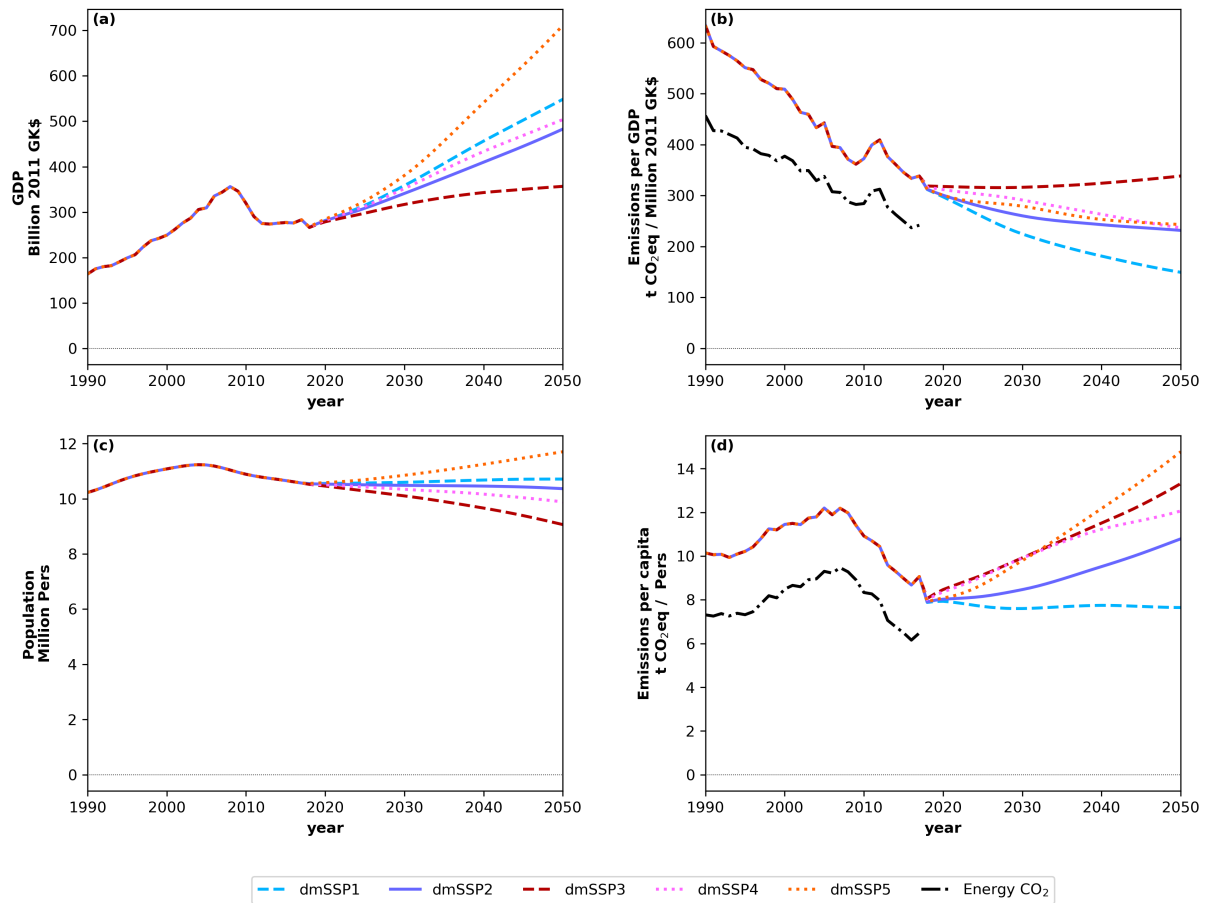 (a)
GDP
Billion 2011 GK$
700
600
500
400
300
200
100
0
1990 2000 2010 2020 2030 2040 2050
year
(b)
Emissions per GDP
t CO₂eq / Million 2011 GK$
600
500
400
300
200
100
0
1990 2000 2010 2020 2030 2040 2050
year
(c)
Population
Million Pers
12
10
8
6
4
2
0
1990 2000 2010 2020 2030 2040 2050
year
(d)
Emissions per capita
t CO₂eq / Pers
14
12
10
8
6
4
2
0
1990 2000 2010 2020 2030 2040 2050
year
dmSSP1 dmSSP2 dmSSP3 dmSSP4 dmSSP5 Energy CO₂